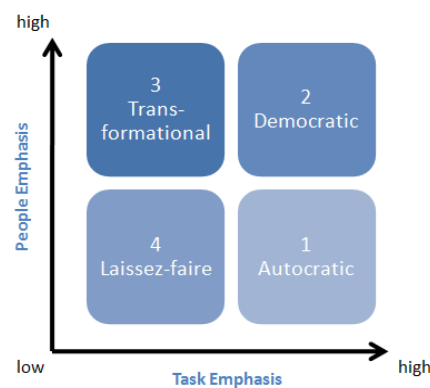 high
3
Trans-
formational
2
Democratic
People Emphasis
4
Laissez-faire
1
Autocratic
low
Task Emphasis
high